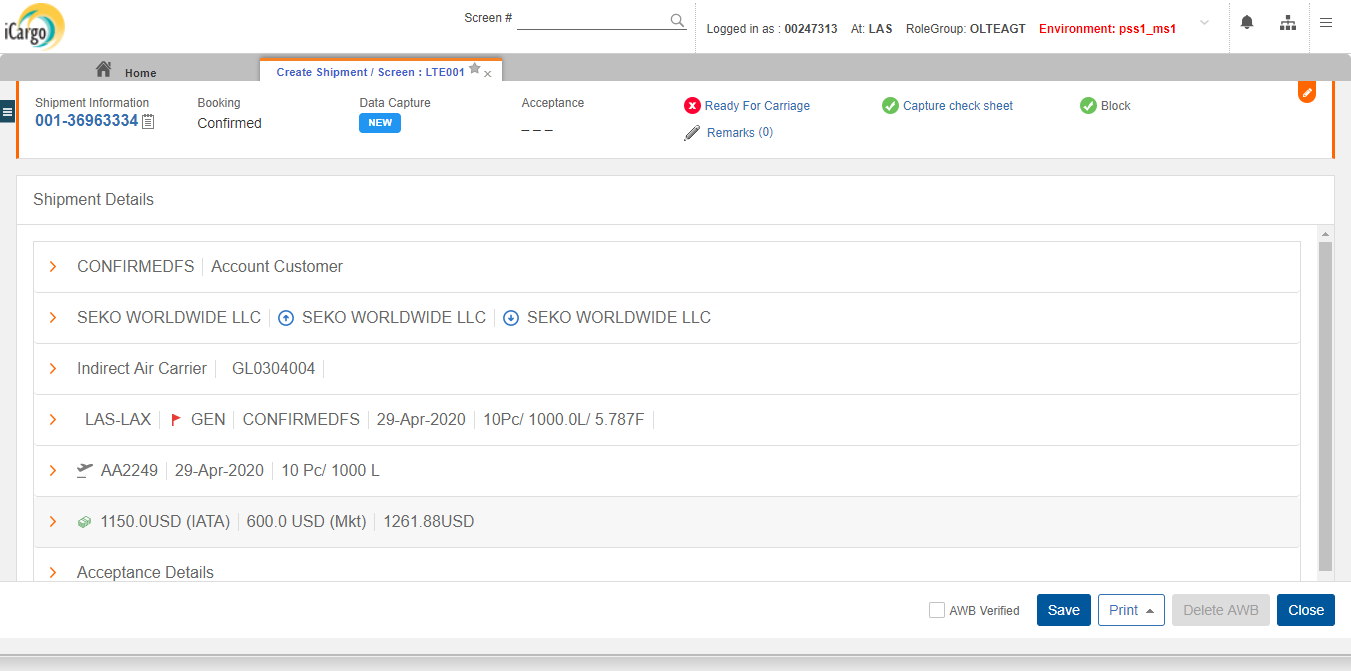 iCargo
Screen #
Logged in as : 00247313 At: LAS RoleGroup: OLTEAGT Environment: pss1_ms1
Home
Create Shipment / Screen : LTE001
Shipment Information Booking Data Capture Acceptance Ready For Carriage Capture check sheet Block
001-36963334 Confirmed NEW _ _ _ Remarks (0)
Shipment Details
CONFIRMEDFS Account Customer
SEKO WORLDWIDE LLC SEKO WORLDWIDE LLC SEKO WORLDWIDE LLC
Indirect Air Carrier GL0304004
LAS-LAX GEN CONFIRMEDFS 29-Apr-2020 10Pc/ 1000.0L/ 5.787F
AA2249 29-Apr-2020 10 Pc/ 1000 L
1150.0USD (IATA) 600.0 USD (Mkt) 1261.88USD
Acceptance Details
AWB Verified Save Print Delete AWB Close